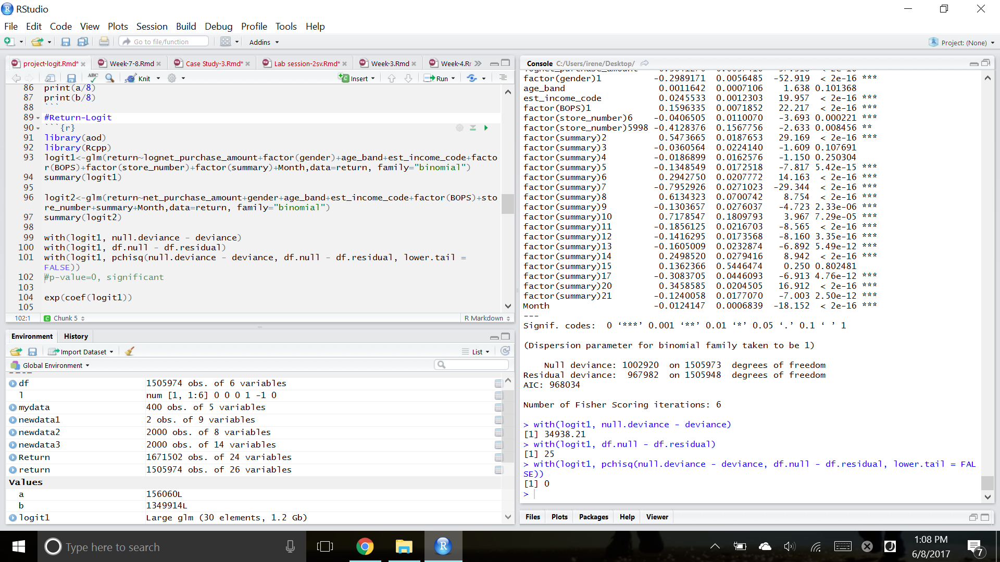 RStudio
File Edit Code View Plots Session Build Debug Profile Tools Help
Go to file/function Addins Project: (None)
project-logit.Rmd* Week-7-8.Rmd Case Study-3.Rmd* Lab session-2sv.Rmd* Week-3.Rmd Week-4.Rr
ABC Knit Insert Run
86 print(a/8)
87 print(b/8)
88 ```
89 #Return-Logit
90 ```{r}
91 library(aod)
92 library(Rcpp)
93 logit1<-glm(return~lognet_purchase_amount+factor(gender)+age_band+est_income_code+facto
r(BOPS)+factor(store_number)+factor(summary)+Month,data=return, family="binomial")
94 summary(logit1)
95
96 logit2<-glm(return~net_purchase_amount+gender+age_band+est_income_code+factor(BOPS)+sto
re_number+summary+Month,data=return, family="binomial")
97 summary(logit2)
98
99 with(logit1, null.deviance - deviance)
100 with(logit1, df.null - df.residual)
101 with(logit1, pchisq(null.deviance - deviance, df.null - df.residual, lower.tail =
FALSE))
102 #p-value=0, significant
103
104 exp(coef(logit1))
105
102:1 C Chunk 5 R Markdown
Environment History
Import Dataset List
Global Environment
df 1505974 obs. of 6 variables
l num [1, 1:6] 0 0 0 1 -1 0
mydata 400 obs. of 5 variables
newdata1 2 obs. of 9 variables
newdata2 2000 obs. of 8 variables
newdata3 2000 obs. of 14 variables
Return 1671502 obs. of 24 variables
return 1505974 obs. of 26 variables
Values
a 156060L
b 1349914L
logit1 Large glm (30 elements, 1.2 Gb)
Console C:/Users/irene/Desktop/
factor(gender)1 -0.2989171 0.0056485 -52.919 < 2e-16 ***
age_band 0.0011642 0.0007106 1.638 0.101368
est_income_code 0.0245533 0.0012303 19.957 < 2e-16 ***
factor(BOPS)1 0.1596335 0.0071852 22.217 < 2e-16 ***
factor(store_number)6 -0.0406505 0.0110070 -3.693 0.000221 ***
factor(store_number)5998 -0.4128376 0.1567756 -2.633 0.008456 **
factor(summary)2 0.5473665 0.0187653 29.169 < 2e-16 ***
factor(summary)3 -0.0360564 0.0224140 -1.609 0.107691
factor(summary)4 -0.0186899 0.0162576 -1.150 0.250304
factor(summary)5 -0.1348549 0.0172518 -7.817 5.42e-15 ***
factor(summary)6 0.2942750 0.0207772 14.163 < 2e-16 ***
factor(summary)7 -0.7952926 0.0271023 -29.344 < 2e-16 ***
factor(summary)8 0.6134323 0.0700742 8.754 < 2e-16 ***
factor(summary)9 -0.1303657 0.0276037 -4.723 2.33e-06 ***
factor(summary)10 0.7178547 0.1809793 3.967 7.29e-05 ***
factor(summary)11 -0.1856125 0.0216703 -8.565 < 2e-16 ***
factor(summary)12 -0.1416295 0.0173568 -8.160 3.35e-16 ***
factor(summary)13 -0.1605009 0.0232874 -6.892 5.49e-12 ***
factor(summary)14 0.2498520 0.0279416 8.942 < 2e-16 ***
factor(summary)15 0.1362366 0.5446474 0.250 0.802481
factor(summary)17 -0.3083705 0.0446093 -6.913 4.76e-12 ***
factor(summary)20 0.3458585 0.0204505 16.912 < 2e-16 ***
factor(summary)21 -0.1240058 0.0177070 -7.003 2.50e-12 ***
Month -0.0124147 0.0006839 -18.152 < 2e-16 ***
---
Signif. codes: 0 ‘***’ 0.001 ‘**’ 0.01 ‘*’ 0.05 ‘.’ 0.1 ‘ ’ 1
(Dispersion parameter for binomial family taken to be 1)
Null deviance: 1002920 on 1505973 degrees of freedom
Residual deviance: 967982 on 1505948 degrees of freedom
AIC: 968034
Number of Fisher Scoring iterations: 6
> with(logit1, null.deviance - deviance)
[1] 34938.21
> with(logit1, df.null - df.residual)
[1] 25
> with(logit1, pchisq(null.deviance - deviance, df.null - df.residual, lower.tail = FAL
SE))
[1] 0
>
Files Plots Packages Help Viewer
Type here to search
1:08 PM
6/8/2017
7